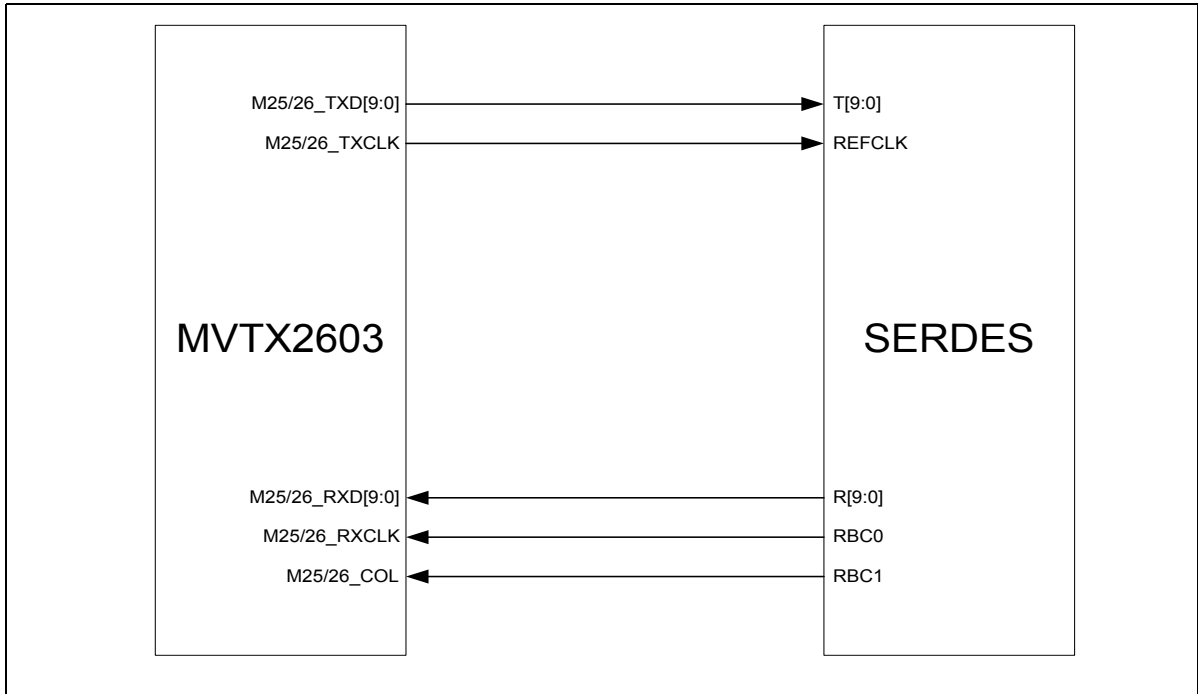 M25/26_TXD[9:0] T[9:0]
M25/26_TXCLK REFCLK
MVTX2603 SERDES
M25/26_RXD[9:0] R[9:0]
M25/26_RXCLK RBC0
M25/26_COL RBC1